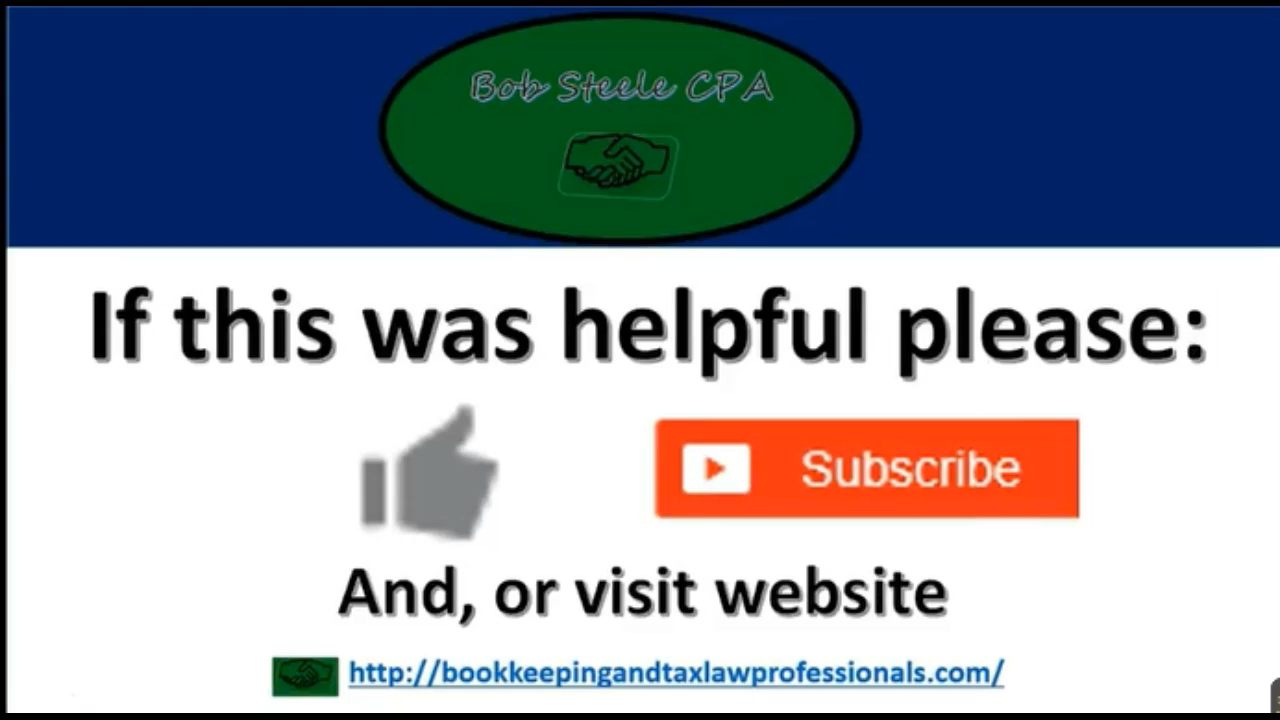 Bob Steele CPA
If this was helpful please:
Subscribe
And, or visit website
http://bookkeepingandtaxlawprofessionals.com/